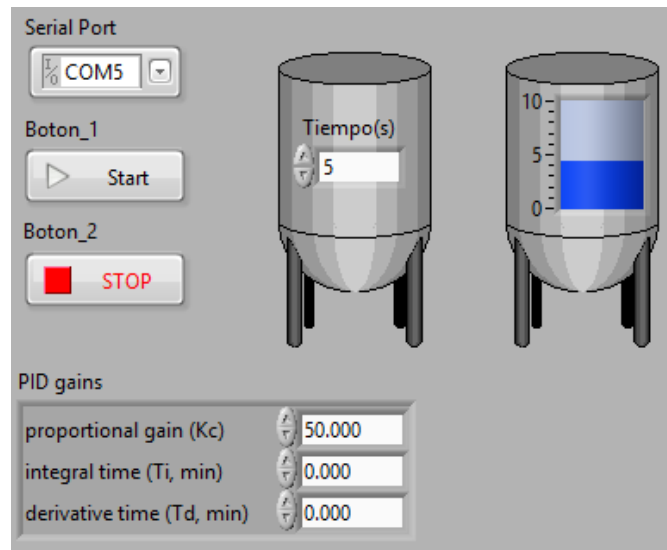 Serial Port
I/O COM5
Boton_1
Start
Boton_2
STOP
Tiempo(s)
5
10
5
0
PID gains
proportional gain (Kc) 50.000
integral time (Ti, min) 0.000
derivative time (Td, min) 0.000